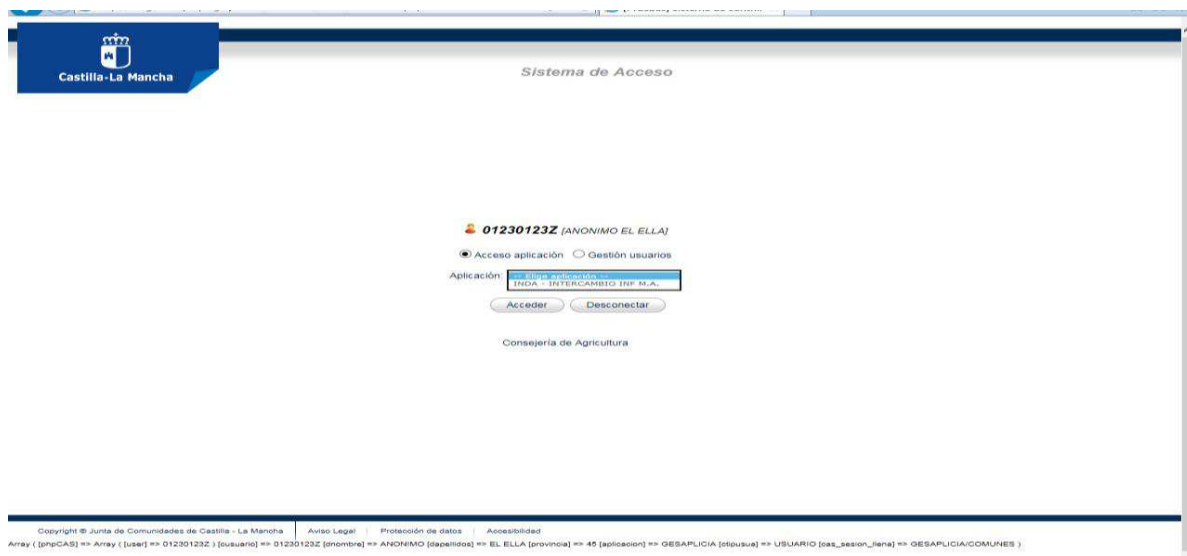 Castilla-La Mancha
Sistema de Acceso
01230123Z [ANONIMO EL ELLA]
Acceso aplicación Gestión usuarios
Aplicación: -- Elige aplicación --
INDA - INTERCAMBIO INF M.A.
Acceder Desconectar
Consejería de Agricultura
Copyright © Junta de Comunidades de Castilla - La Mancha Aviso Legal Protección de datos Accesibilidad
Array ( [phpCAS] => Array ( [user] => 01230123Z ) [cusuario] => 01230123Z [dnombre] => ANONIMO [dapellidos] => EL ELLA [provincia] => 45 [aplicacion] => GESAPLICIA [ctipusua] => USUARIO [cas_sesion_llena] => GESAPLICIA/COMUNES )